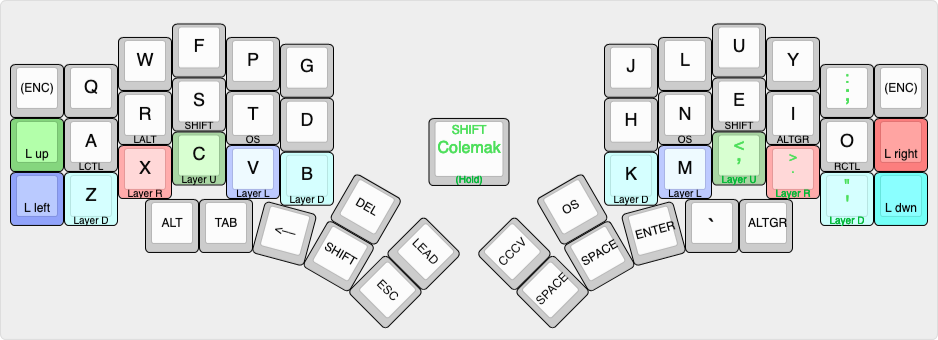 F
U
W
P
L
Y
G
J
(ENC)
Q
:
;
(ENC)
S
SHIFT
E
SHIFT
R
LALT
T
OS
N
OS
I
ALTGR
D
H
SHIFT
Colemak
(Hold)
L up
A
LCTL
O
RCTL
L right
C
Layer U
<
,
Layer U
X
Layer R
V
Layer L
M
Layer L
>
.
Layer R
B
Layer D
K
Layer D
L left
Z
Layer D
"
'
Layer D
L dwn
ALT
TAB
<----
DEL
SHIFT
LEAD
ESC
OS
CCCV
SPACE
SPACE
ENTER
`
ALTGR